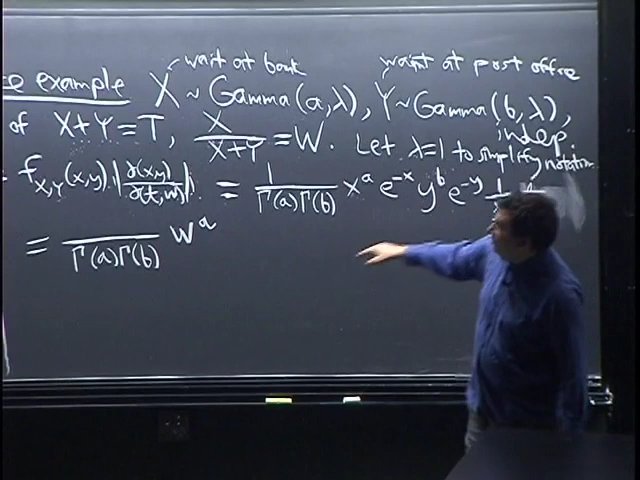 wait at bank wait at post office
ce example X ~ Gamma(a,λ), Y~Gamma(b,λ),
indep.
of X+Y=T, X/(X+Y) = W. Let λ=1 to simplify notation
= f_{X,Y}(x,y) |∂(x,y)/∂(t,w)| = 1/(Γ(a)Γ(b)) x^a e^{-x} y^b e^{-y} 1
= /(Γ(a)Γ(b)) w^a